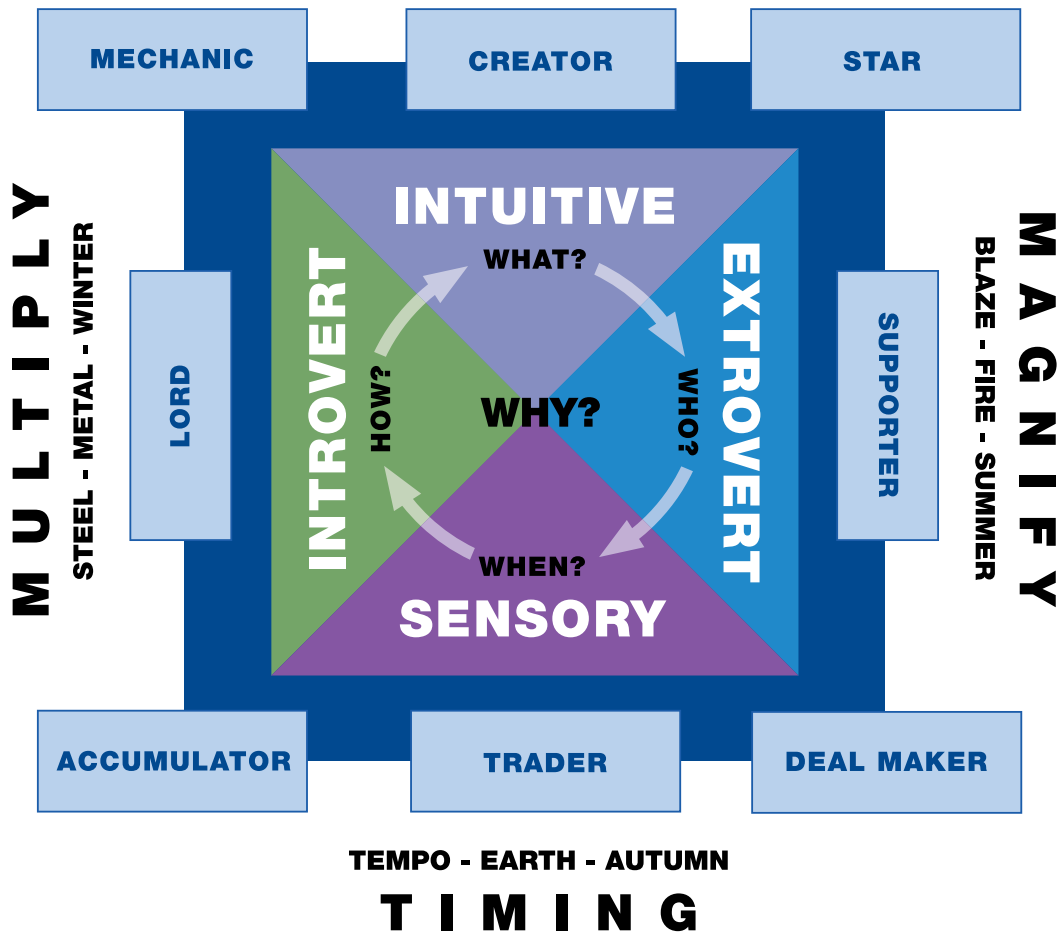 MECHANIC
CREATOR
STAR
INTUITIVE
WHAT?
MULTIPLY
STEEL - METAL - WINTER
LORD
INTROVERT
HOW?
WHY?
WHO?
EXTROVERT
SUPPORTER
BLAZE - FIRE - SUMMER
MAGNIFY
WHEN?
SENSORY
ACCUMULATOR
TRADER
DEAL MAKER
TEMPO - EARTH - AUTUMN
TIMING